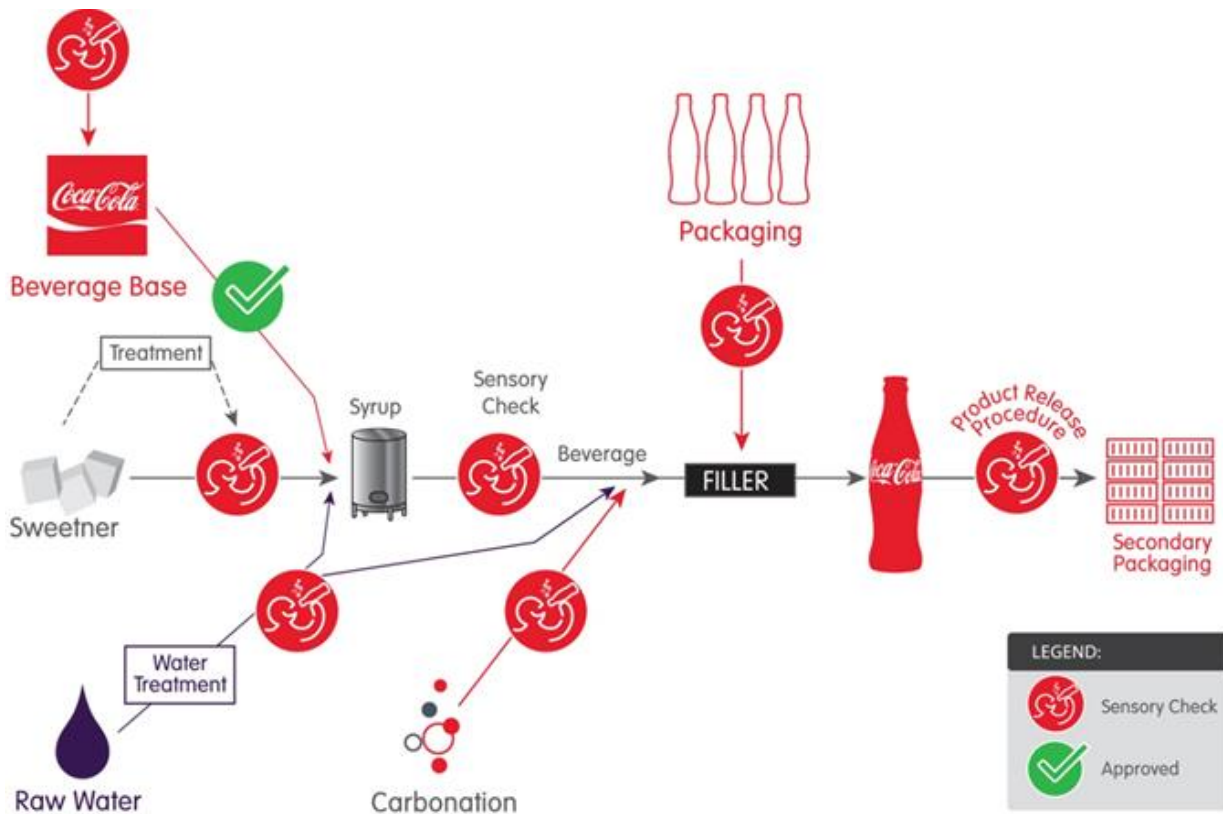 Coca-Cola
Beverage Base
Packaging
Treatment
Sweetner
Syrup
Sensory
Check
Beverage
FILLER
Coca-Cola
Product Release
Procedure
Secondary
Packaging
Water
Treatment
Raw Water
Carbonation
LEGEND:
Sensory Check
Approved